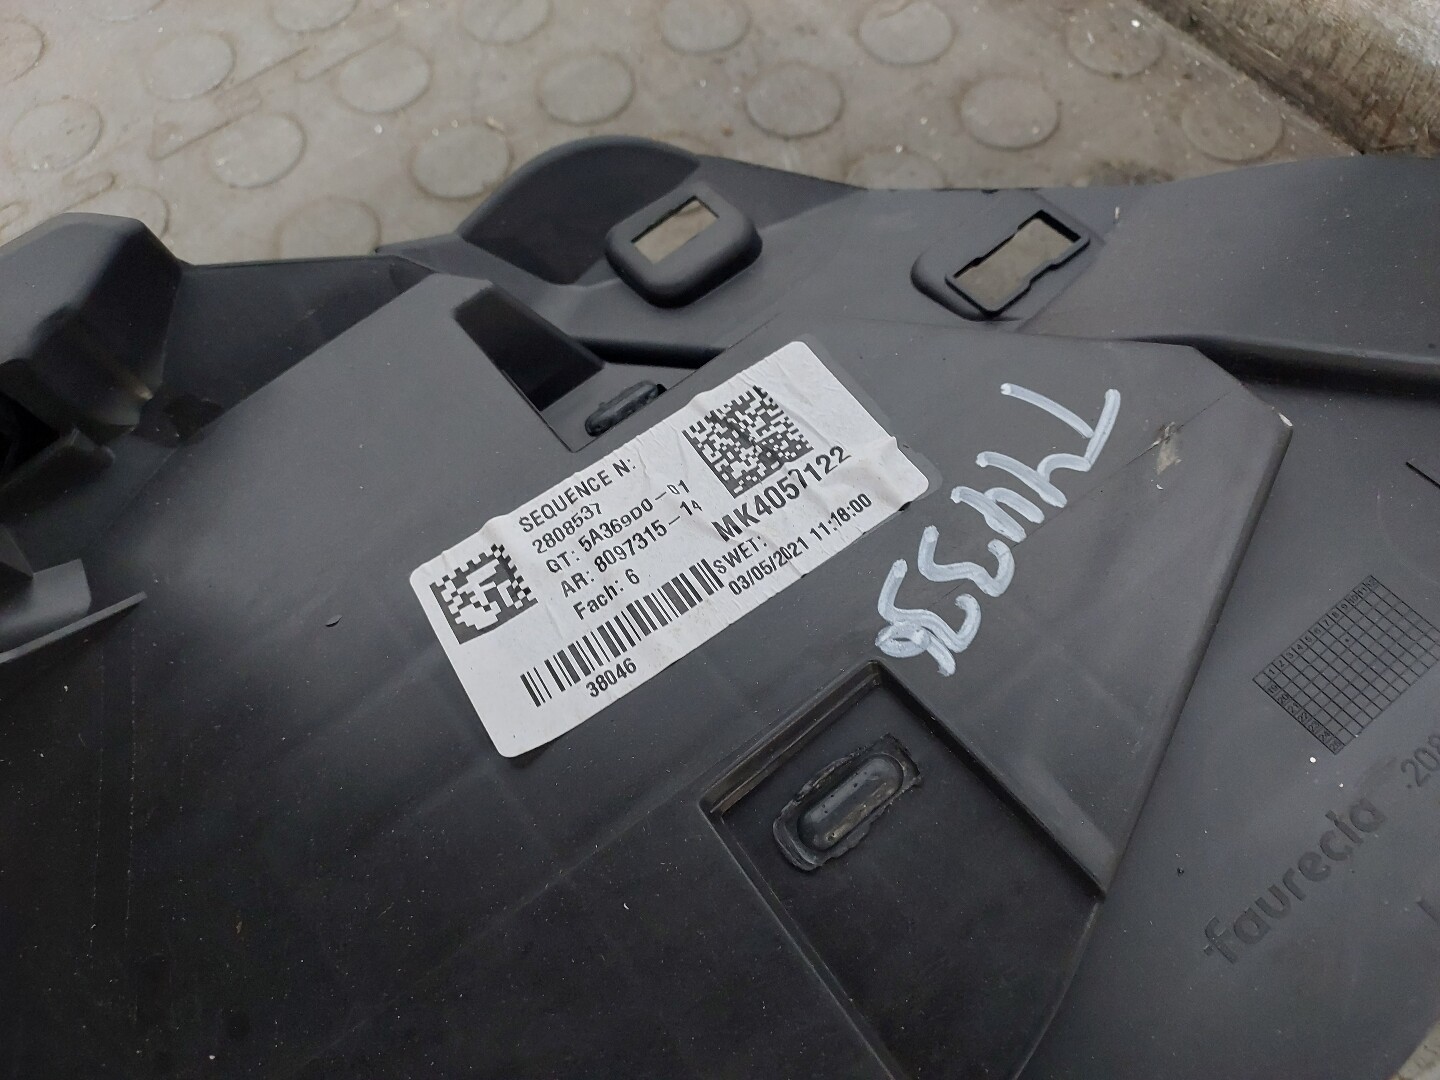 SEQUENCE N:
2808537
GT: 5A369D0-01
AR: 8097315-14
Fach: 6
MK4057122
SWET:
03/05/2021 11:18:00
38046
faurecia